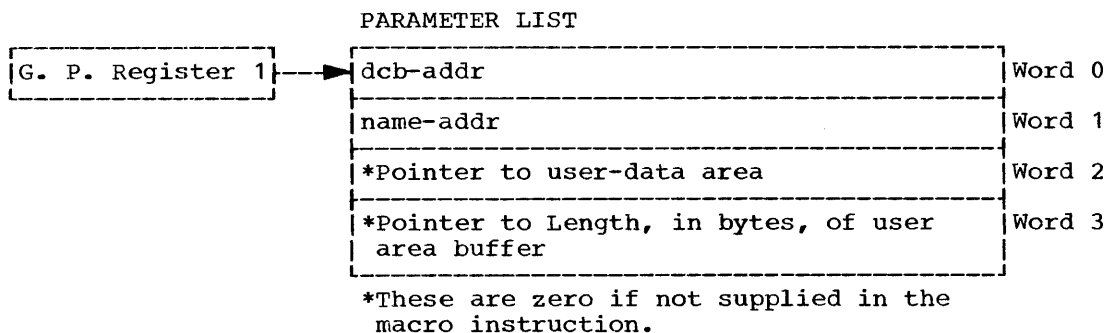 PARAMETER LIST
G. P. Register 1
dcb-addr
Word 0
name-addr
Word 1
*Pointer to user-data area
Word 2
*Pointer to Length, in bytes, of user
area buffer
Word 3
*These are zero if not supplied in the
macro instruction.